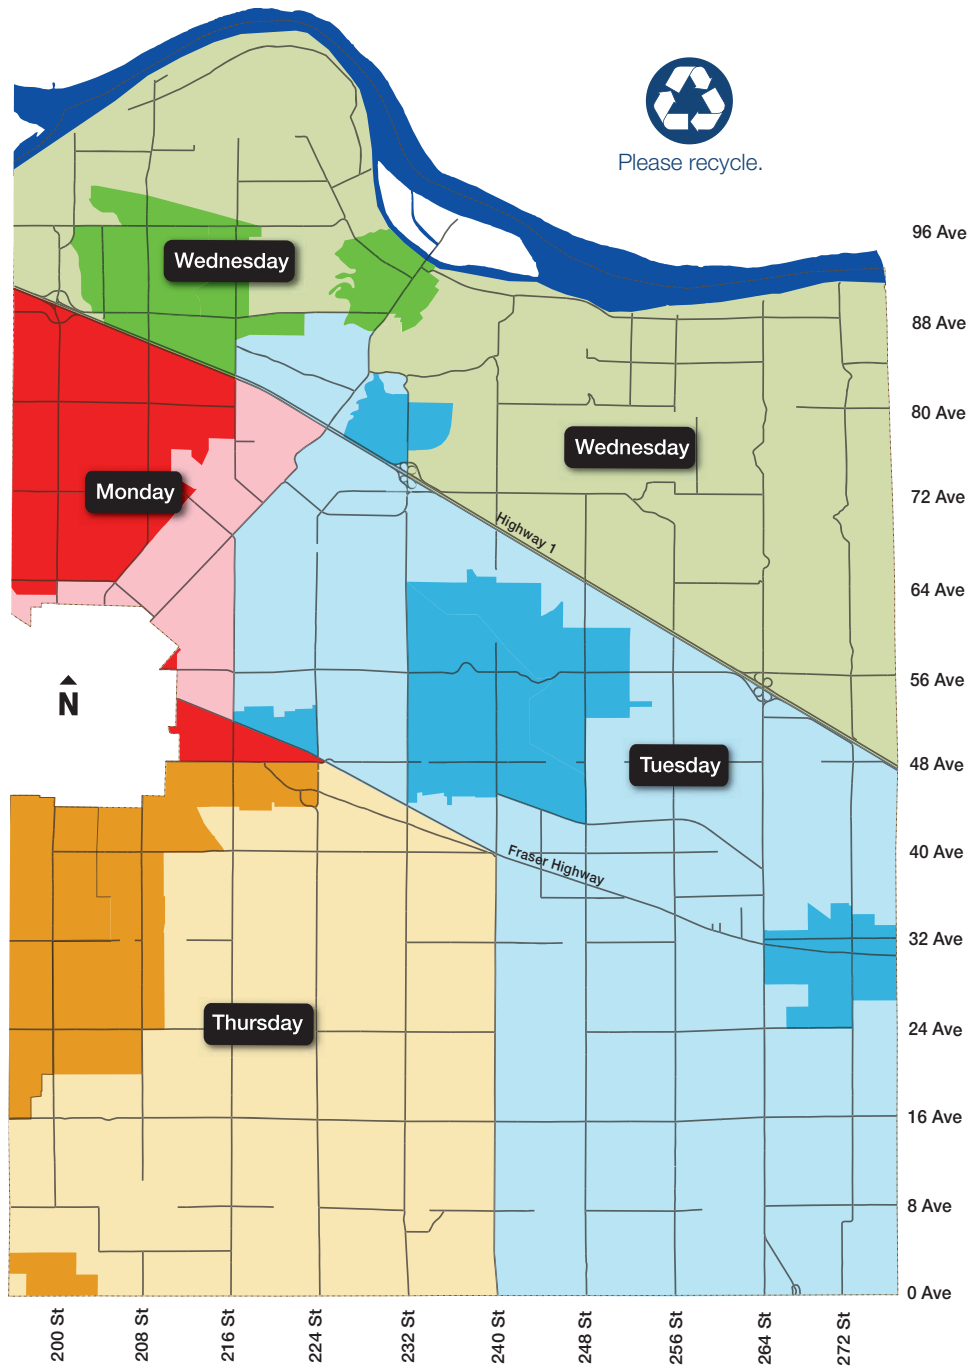 Please recycle.
96 Ave
Wednesday
88 Ave
80 Ave
Wednesday
Monday
72 Ave
Highway 1
64 Ave
56 Ave
N
Tuesday
48 Ave
40 Ave
Fraser Highway
32 Ave
Thursday
24 Ave
16 Ave
8 Ave
0 Ave
200 St
208 St
216 St
224 St
232 St
240 St
248 St
256 St
264 St
272 St